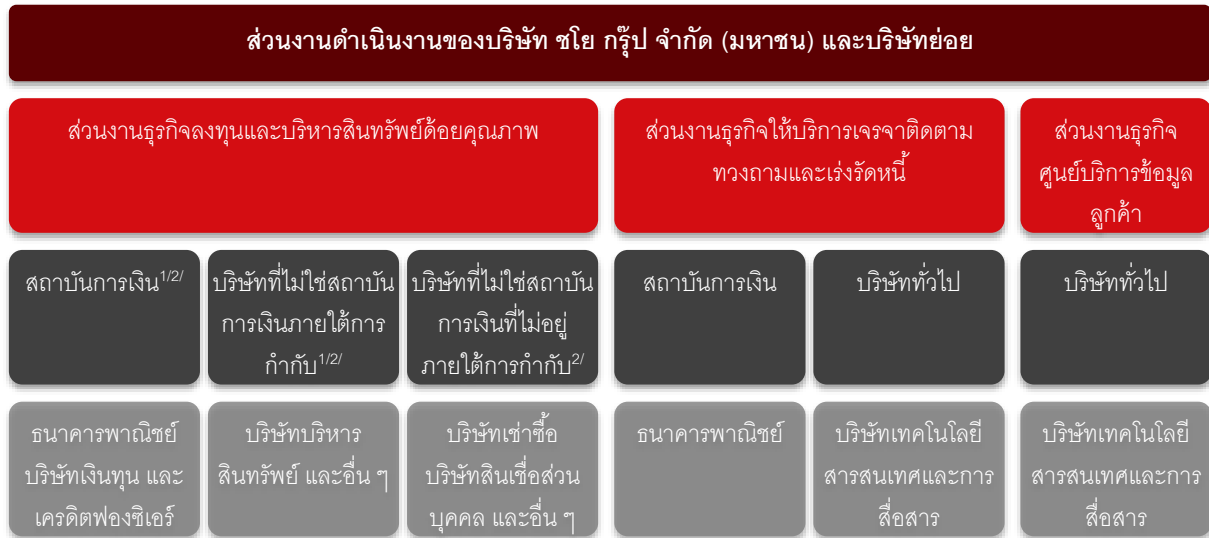 ส่วนงานดำเนินงานของบริษัท ชโย กรุ๊ป จำกัด (มหาชน) และบริษัทย่อย
ส่วนงานธุรกิจลงทุนและบริหารสินทรัพย์ด้อยคุณภาพ
ส่วนงานธุรกิจให้บริการเจรจาติดตาม
ทวงถามและเร่งรัดหนี้
ส่วนงานธุรกิจ
ศูนย์บริการข้อมูล
ลูกค้า
สถาบันการเงิน1/2/
บริษัทที่ไม่ใช่สถาบัน
การเงินภายใต้การ
กำกับ1/2/
บริษัทที่ไม่ใช่สถาบัน
การเงินที่ไม่อยู่
ภายใต้การกำกับ2/
สถาบันการเงิน
บริษัททั่วไป
บริษัททั่วไป
ธนาคารพาณิชย์
บริษัทเงินทุน และ
เครดิตฟองซิเอร์
บริษัทบริหาร
สินทรัพย์ และอื่น ๆ
บริษัทเช่าซื้อ
บริษัทสินเชื่อส่วน
บุคคล และอื่น ๆ
ธนาคารพาณิชย์
บริษัทเทคโนโลยี
สารสนเทศและการ
สื่อสาร
บริษัทเทคโนโลยี
สารสนเทศและการ
สื่อสาร